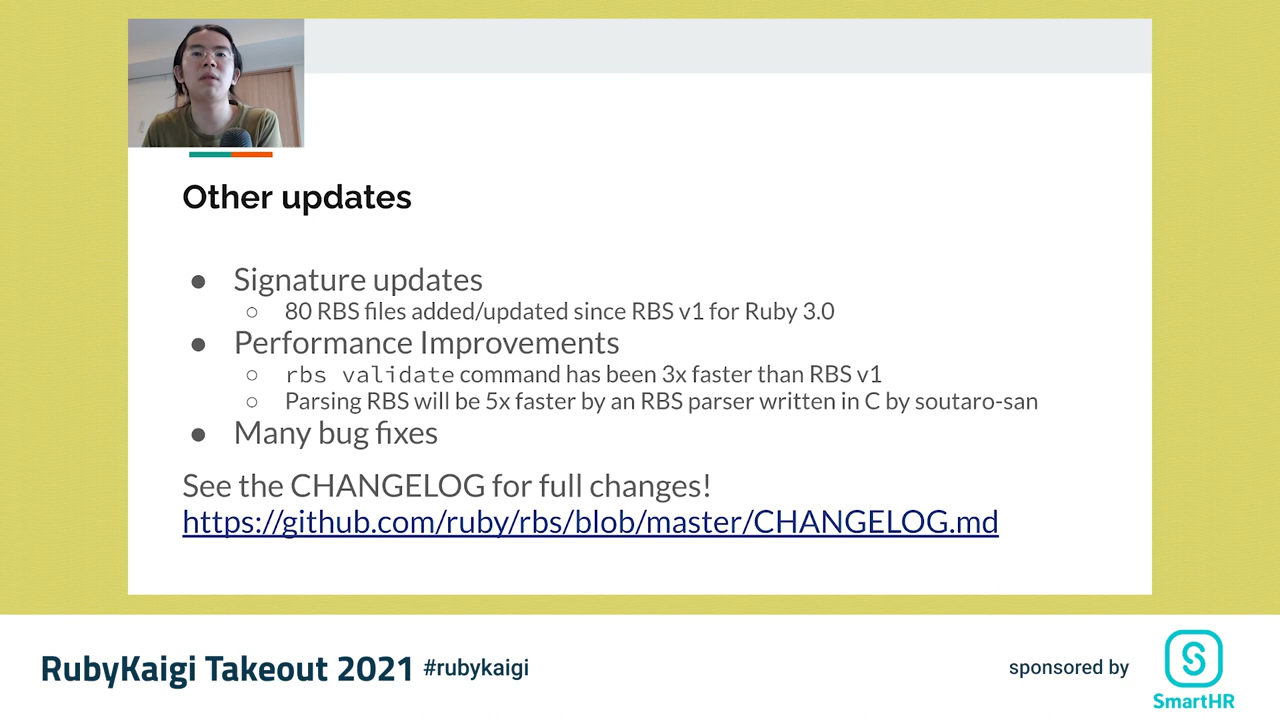 Other updates
● Signature updates
○ 80 RBS files added/updated since RBS v1 for Ruby 3.0
● Performance Improvements
○ rbs validate command has been 3x faster than RBS v1
○ Parsing RBS will be 5x faster by an RBS parser written in C by soutaro-san
● Many bug fixes
See the CHANGELOG for full changes!
https://github.com/ruby/rbs/blob/master/CHANGELOG.md
RubyKaigi Takeout 2021 #rubykaigi
sponsored by
SmartHR